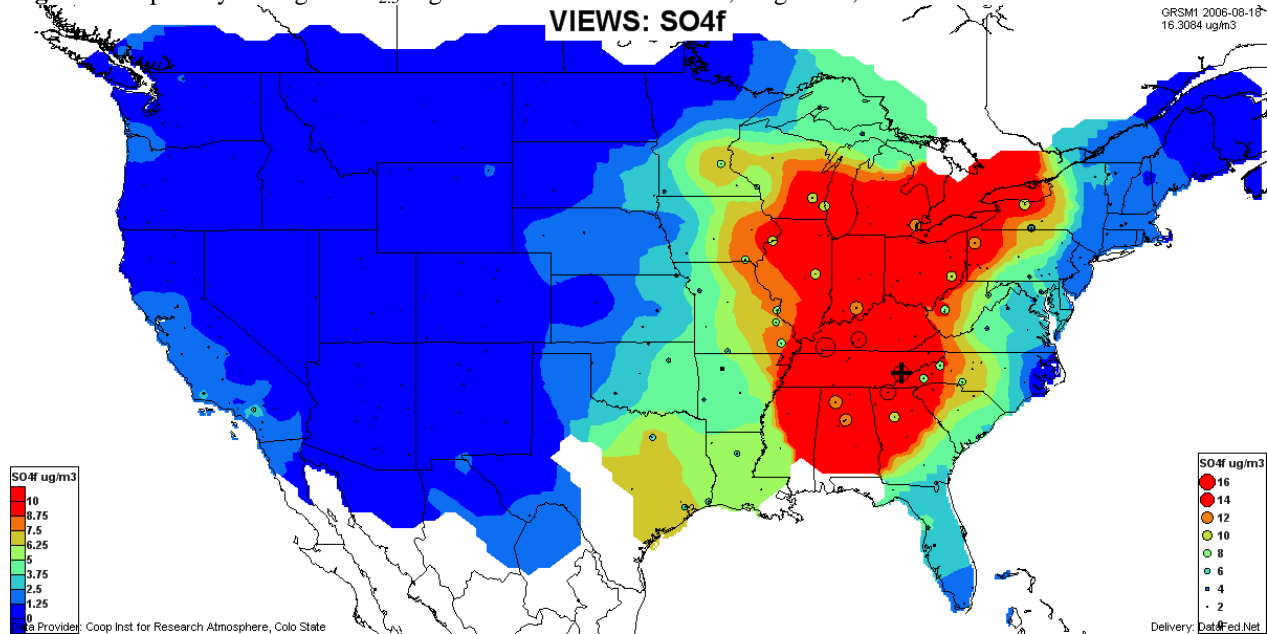 VIEWS: SO4f
GRSM1 2006-08-18
16.3084 ug/m3
SO4f ug/m3
10
8.75
7.5
6.25
5
3.75
2.5
1.25
0
SO4f ug/m3
16
14
12
10
8
6
4
2
0
Data Provider: Coop Inst for Research Atmosphere, Colo State
Delivery: DataFed.Net